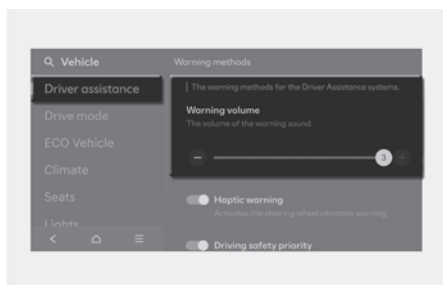 Vehicle
Warning methods
Driver assistance
The warning methods for the Driver Assistance systems.
Warning volume
The volume of the warning sound.
Drive mode
ECO Vehicle
3
Climate
Seats
Haptic warning
Activates the steering wheel vibration warning.
Lights
Driving safety priority